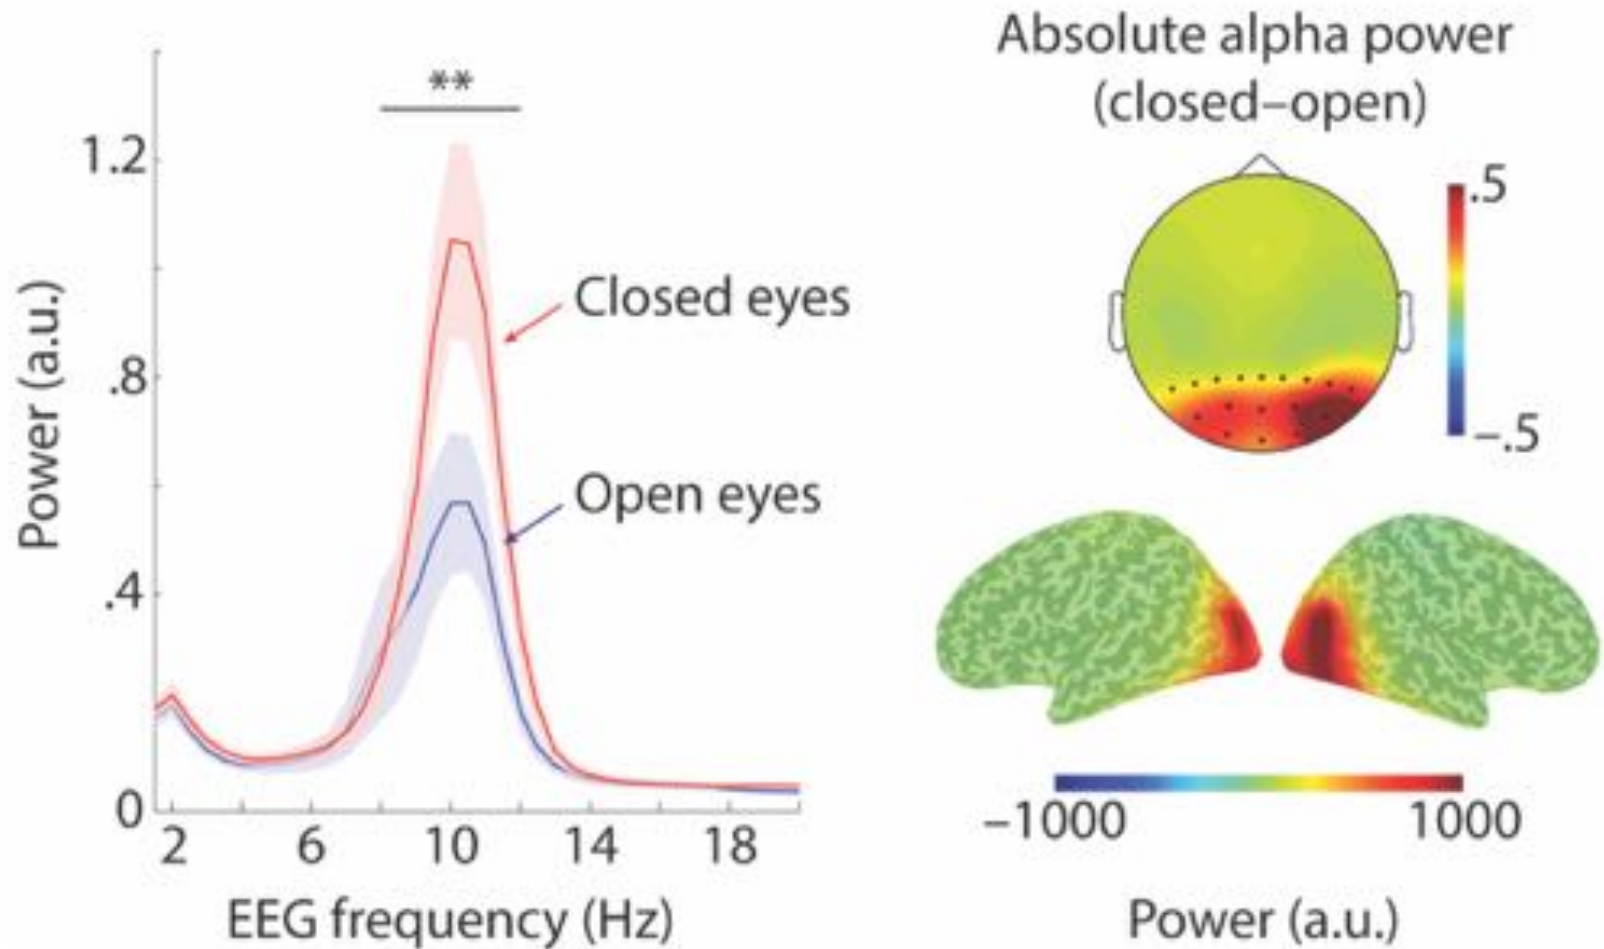 **
1.2
.8
.4
0
Power (a.u.)
2 6 10 14 18
EEG frequency (Hz)
Closed eyes
Open eyes
Absolute alpha power
(closed–open)
.5
–.5
–1000 1000
Power (a.u.)